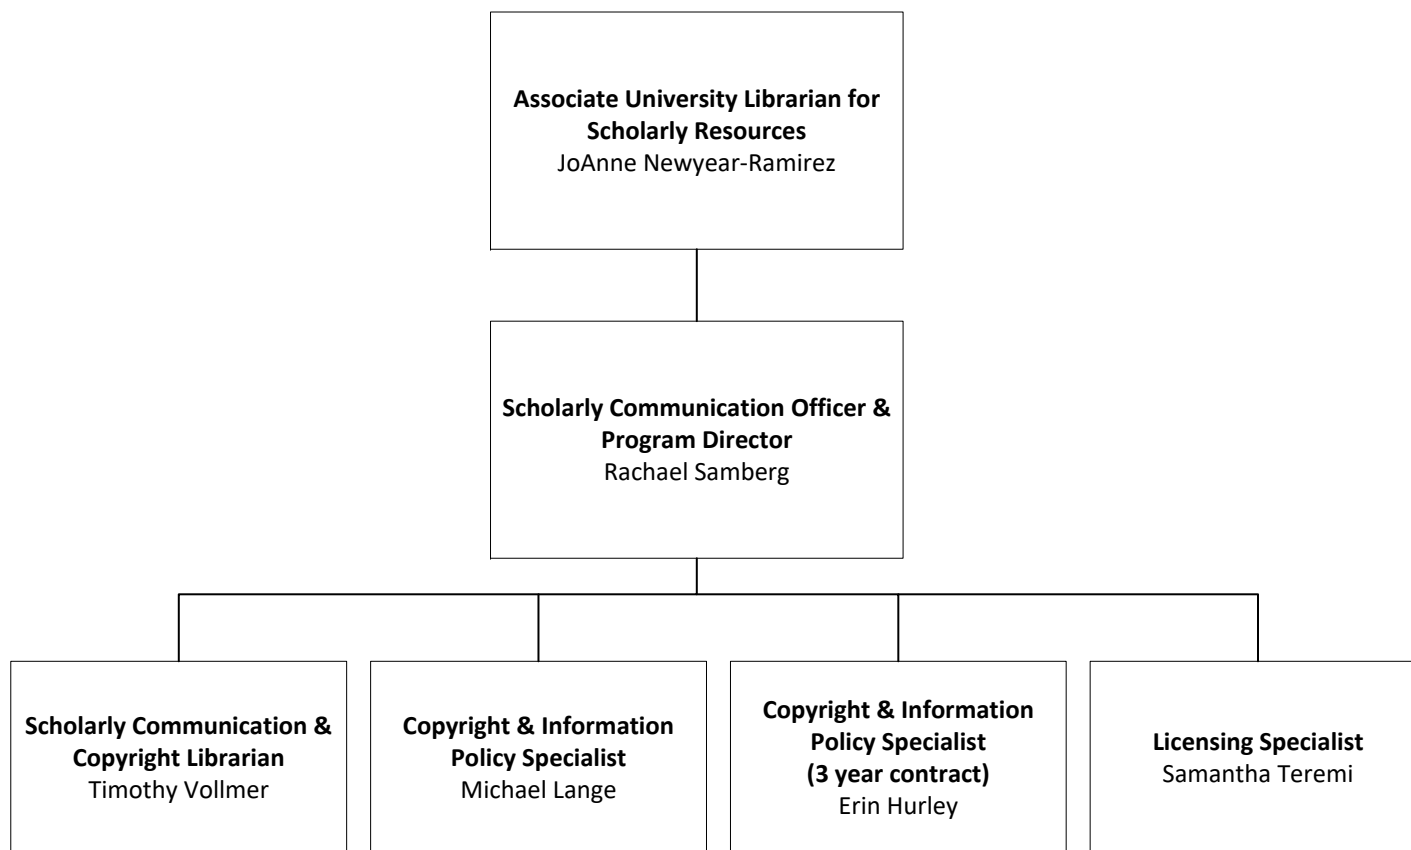 Associate University Librarian for
Scholarly Resources
JoAnne Newyear-Ramirez
Scholarly Communication Officer &
Program Director
Rachael Samberg
Scholarly Communication &
Copyright Librarian
Timothy Vollmer
Copyright & Information
Policy Specialist
Michael Lange
Copyright & Information
Policy Specialist
(3 year contract)
Erin Hurley
Licensing Specialist
Samantha Teremi